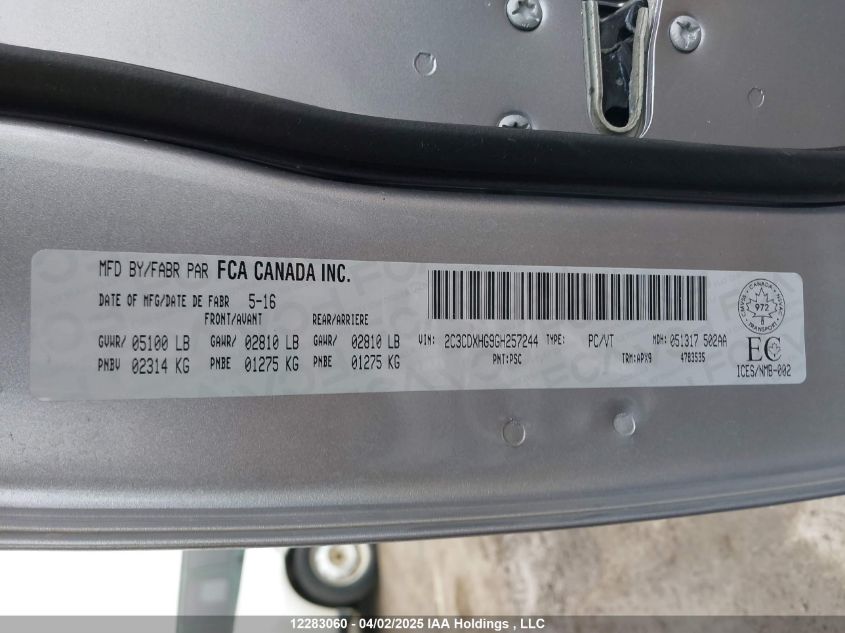 MFD BY/FABR PAR FCA CANADA INC.
DATE OF MFG/DATE DE FABR 5-16
FRONT/AVANT REAR/ARRIERE
GVWR/ 05100 LB GAWR/ 02810 LB GAWR/ 02810 LB
PNBV 02314 KG PNBE 01275 KG PNBE 01275 KG
VIN: 2C3CDXHG9GH257244 TYPE: PC/VT MDH: 051317 502AA
PNT:PSC TRM:APX9 4783535
CANADA
972
TRANSPORT
EC
ICES/NMB-002
12283060 - 04/02/2025 IAA Holdings , LLC